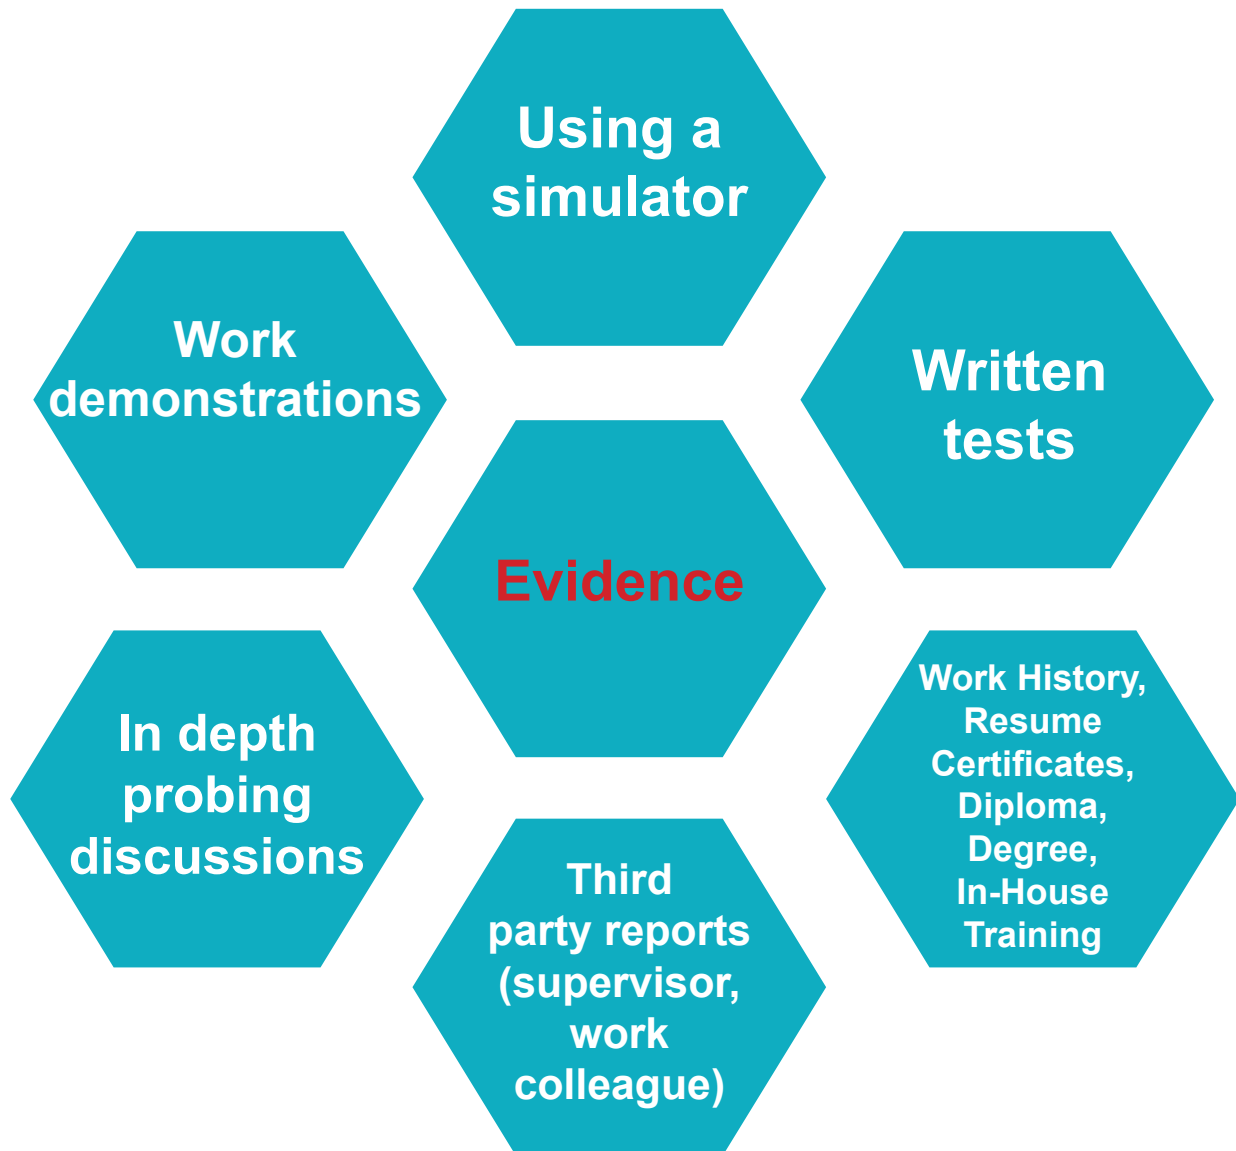 Using a
simulator
Work
demonstrations
Written
tests
Evidence
In depth
probing
discussions
Work History,
Resume
Certificates,
Diploma,
Degree,
In-House
Training
Third
party reports
(supervisor,
work
colleague)